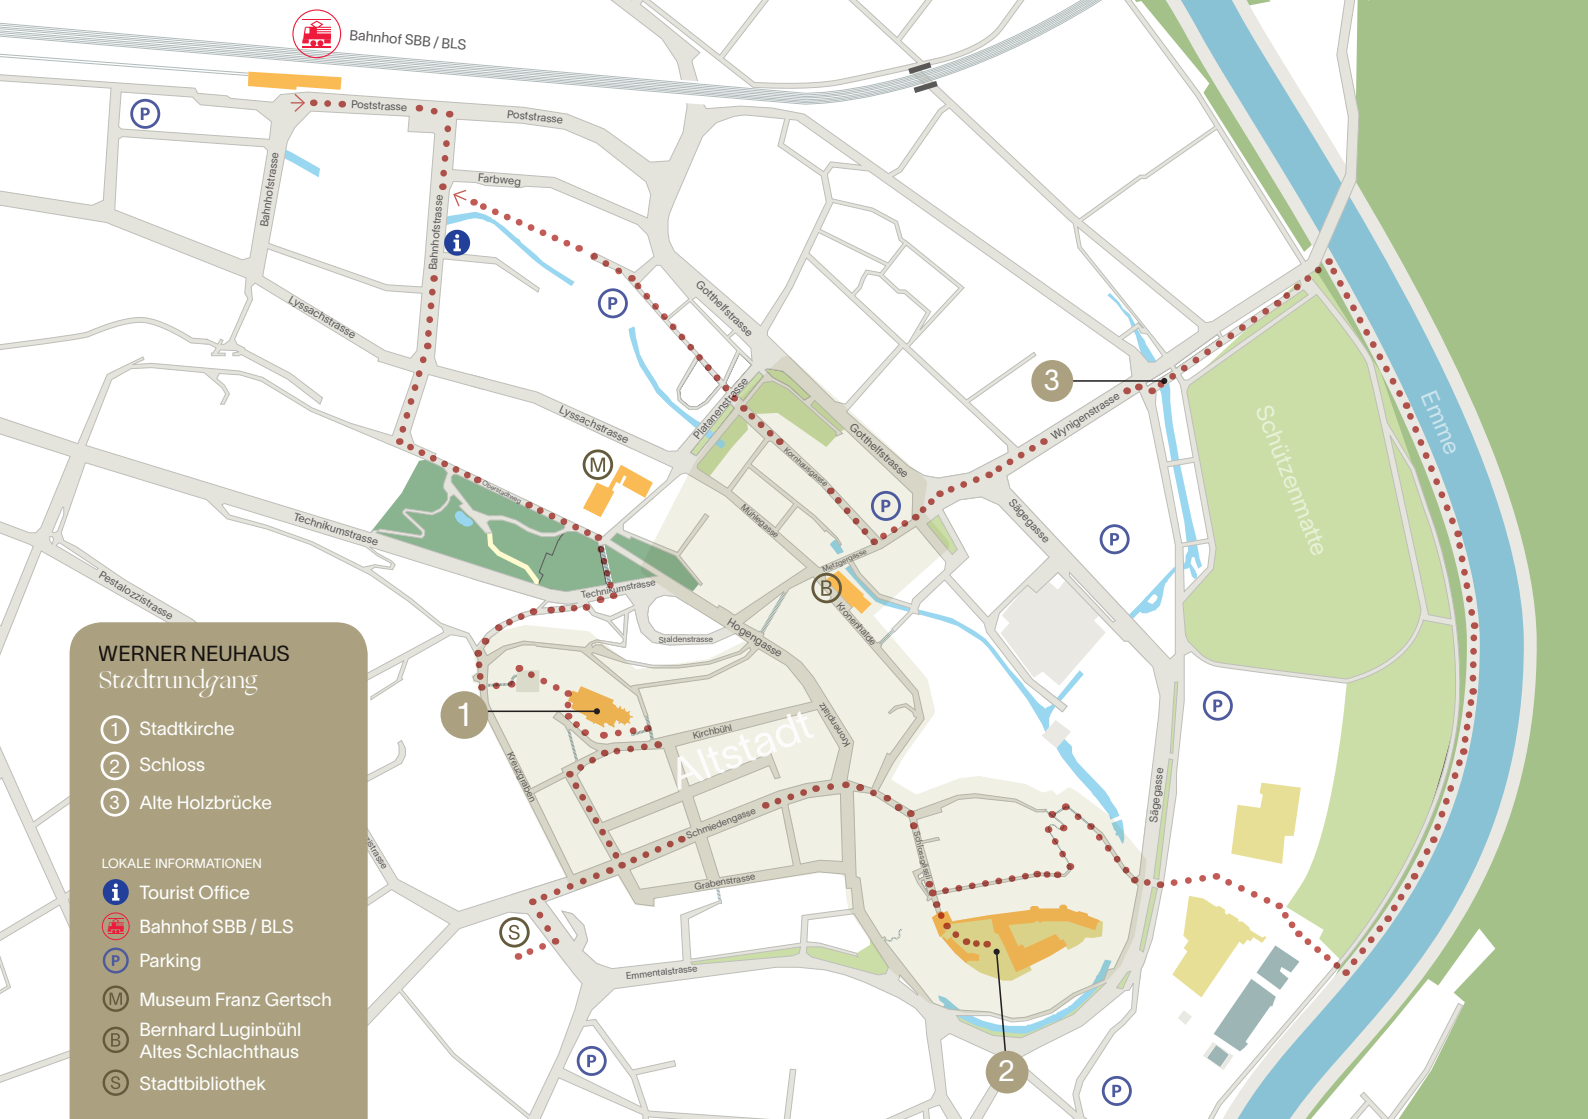 Bahnhof SBB / BLS
Poststrasse
Poststrasse
P
Bahnhofstrasse
Farbweg
Bahnhofstrasse
i
P
Gotthelfstrasse
Lyssachstrasse
Platanenstrasse
3
Wynigenstrasse
Emme
Schützenmatte
Lyssachstrasse
Gotthelfstrasse
Kornhausgasse
M
Oberstadtweg
P
Mühlegasse
Sägegasse
P
Technikumstrasse
Metzgergasse
B
Kronenhalde
Technikumstrasse
Pestalozzistrasse
Staldenstrasse
Hogengasse
1
P
Kirchbühl
Kronenplatz
Altstadt
Kreuzgraben
Sägegasse
Schmiedengasse
Schlossgässli
Grabenstrasse
S
Emmentalstrasse
P
2
P
WERNER NEUHAUS
Stadtrundgang
1 Stadtkirche
2 Schloss
3 Alte Holzbrücke
LOKALE INFORMATIONEN
i Tourist Office
Bahnhof SBB / BLS
P Parking
M Museum Franz Gertsch
B Bernhard Luginbühl
Altes Schlachthaus
S Stadtbibliothek